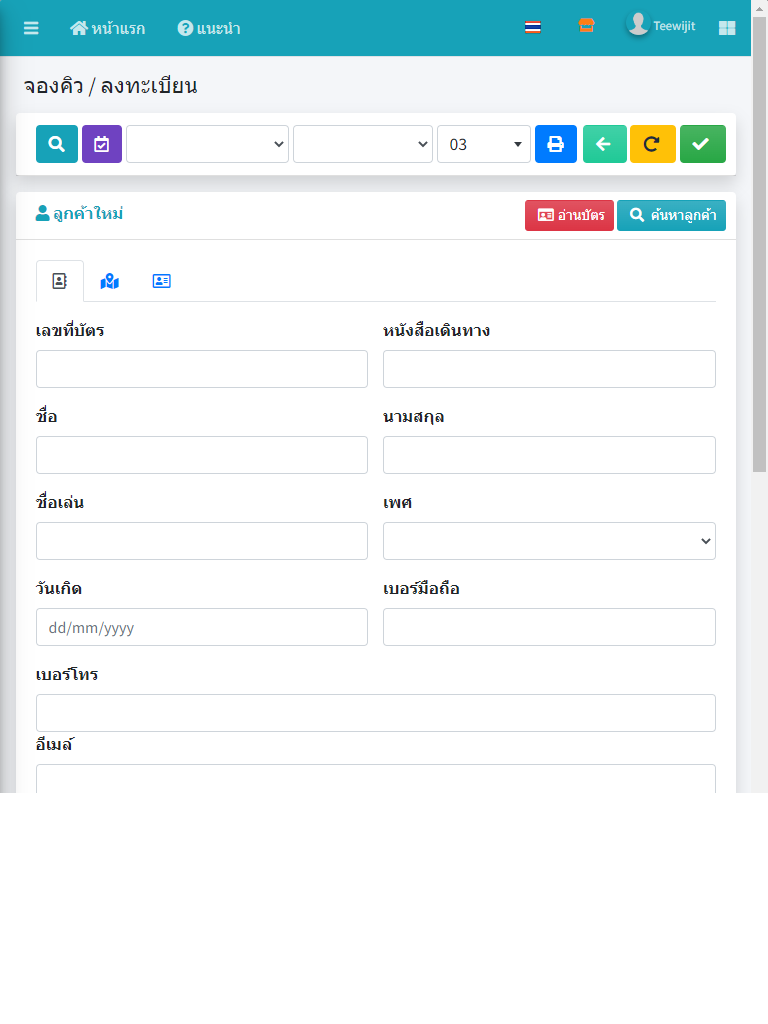 หน้าแรก แนะนำ Teewijit
จองคิว / ลงทะเบียน
03
ลูกค้าใหม่ อ่านบัตร ค้นหาลูกค้า
เลขที่บัตร หนังสือเดินทาง
ชื่อ นามสกุล
ชื่อเล่น เพศ
วันเกิด เบอร์มือถือ
dd/mm/yyyy
เบอร์โทร
อีเมล์